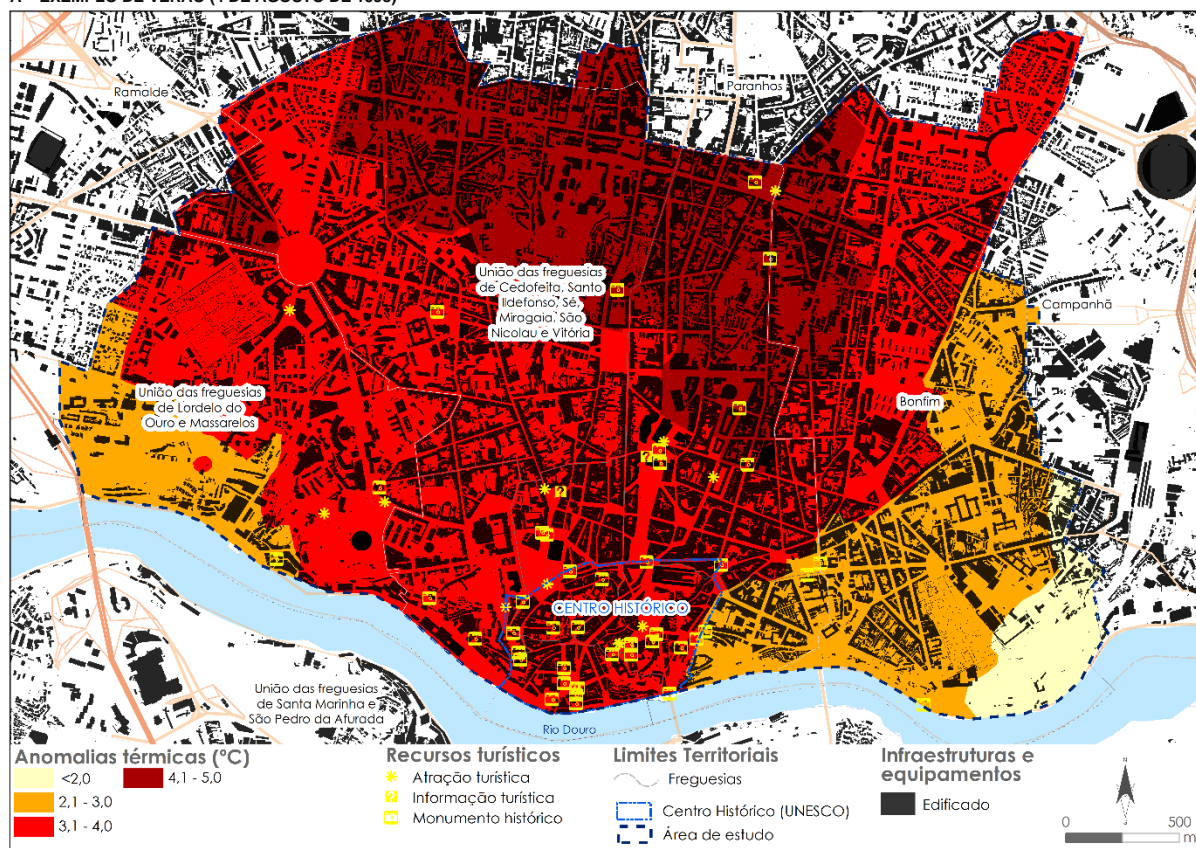 Ramalde
Paranhos
União das freguesias
de Cedofeita, Santo
Ildefonso, Sé,
Miragaia, São
Nicolau e Vitória
Campanhã
União das freguesias
de Lordelo do
Ouro e Massarelos
Bonfim
CENTRO HISTÓRICO
União das freguesias
de Santa Marinha e
São Pedro da Afurada
Rio Douro
Anomalias térmicas (°C)
<2,0
2,1 - 3,0
3,1 - 4,0
4,1 - 5,0
Recursos turísticos
Atração turística
Informação turística
Monumento histórico
Limites Territoriais
Freguesias
Centro Histórico (UNESCO)
Área de estudo
Infraestruturas e
equipamentos
Edificado
N
0 500
m